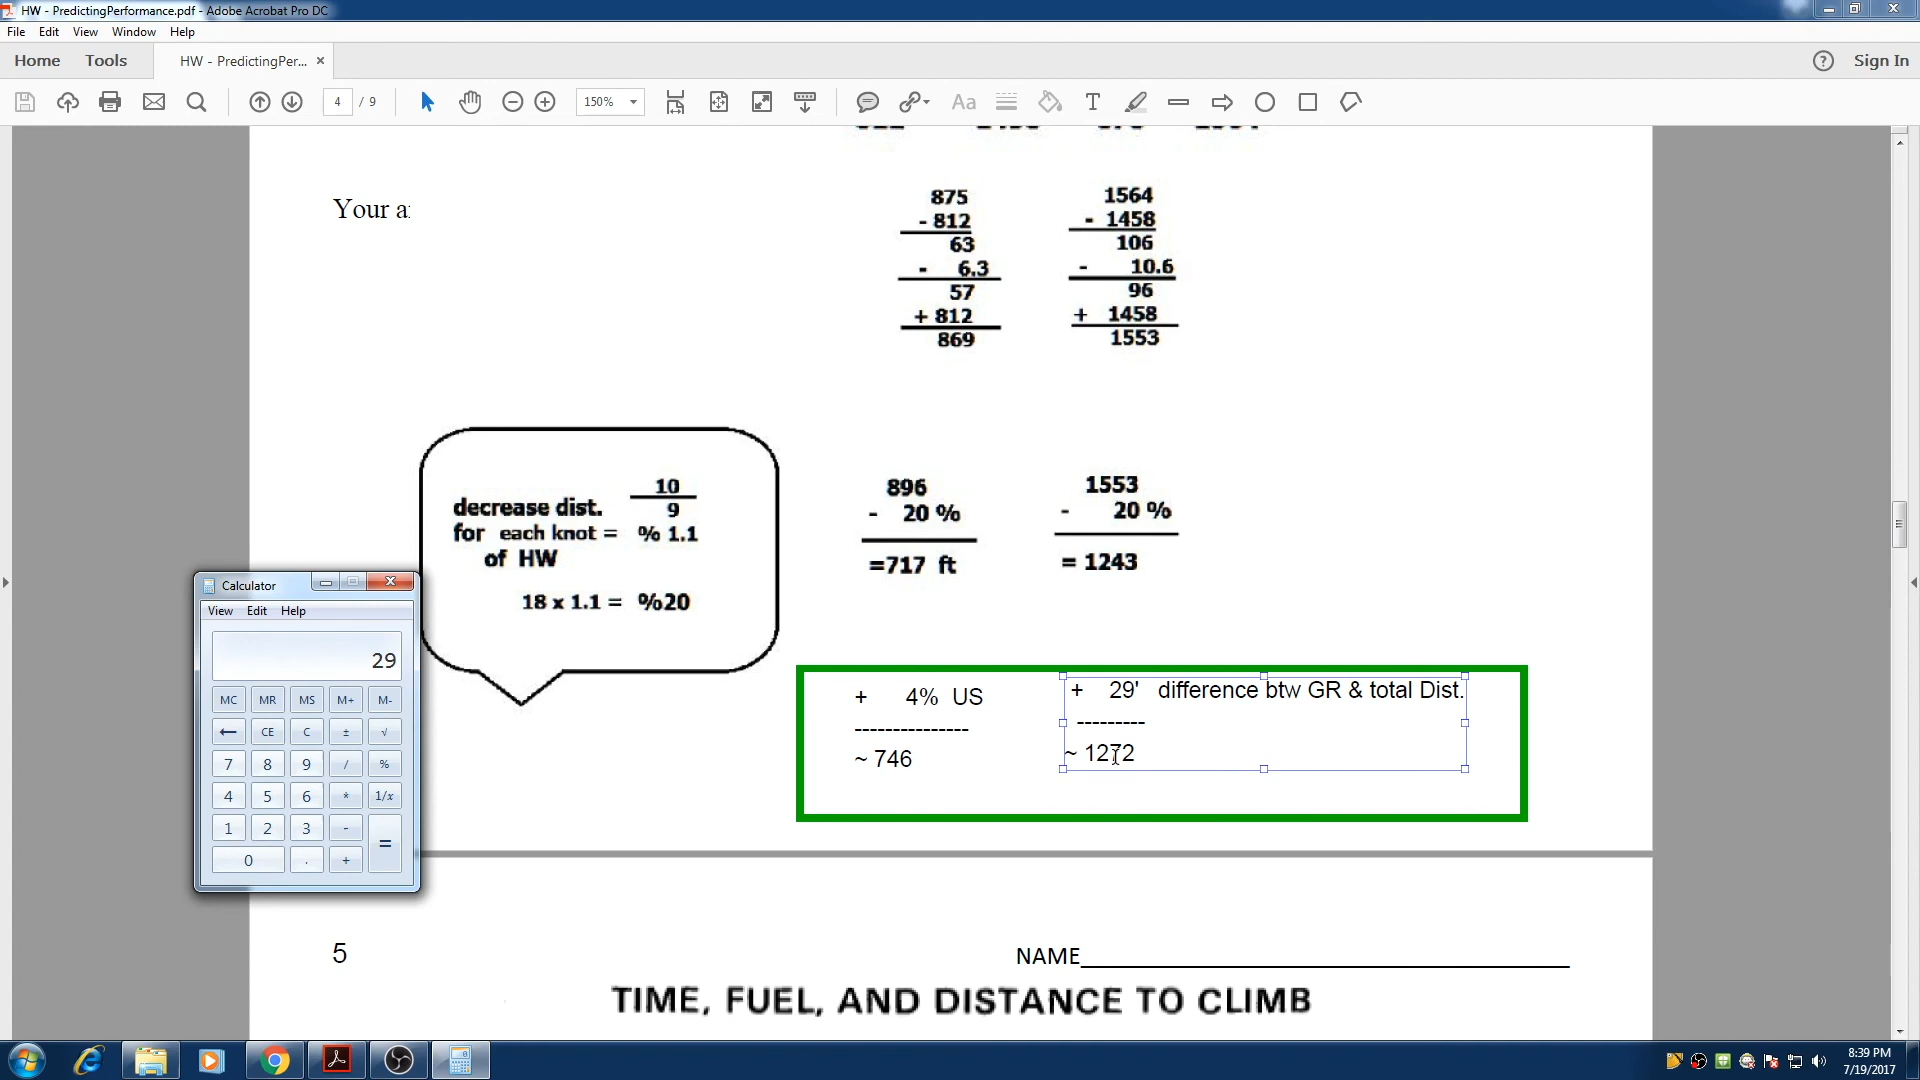 HW - PredictingPerformance.pdf - Adobe Acrobat Pro DC
File Edit View Window Help
Home Tools HW - PredictingPer... × ? Sign In
4 / 9 150% Aa T
Your a
875
- 812
63
- 6.3
57
+ 812
869
1564
- 1458
106
- 10.6
96
+ 1458
1553
decrease dist. 10
9
for each knot = % 1.1
of HW
18 x 1.1 = %20
896
- 20 %
=717 ft
1553
- 20 %
= 1243
Calculator
View Edit Help
29
MC MR MS M+ M-
← CE C ± √
7 8 9 / %
4 5 6 * 1/x
1 2 3 - =
0 . +
+ 4% US
---------------
~ 746
+ 29' difference btw GR & total Dist.
---------
~ 1272
5 NAME
TIME, FUEL, AND DISTANCE TO CLIMB
8:39 PM
7/19/2017